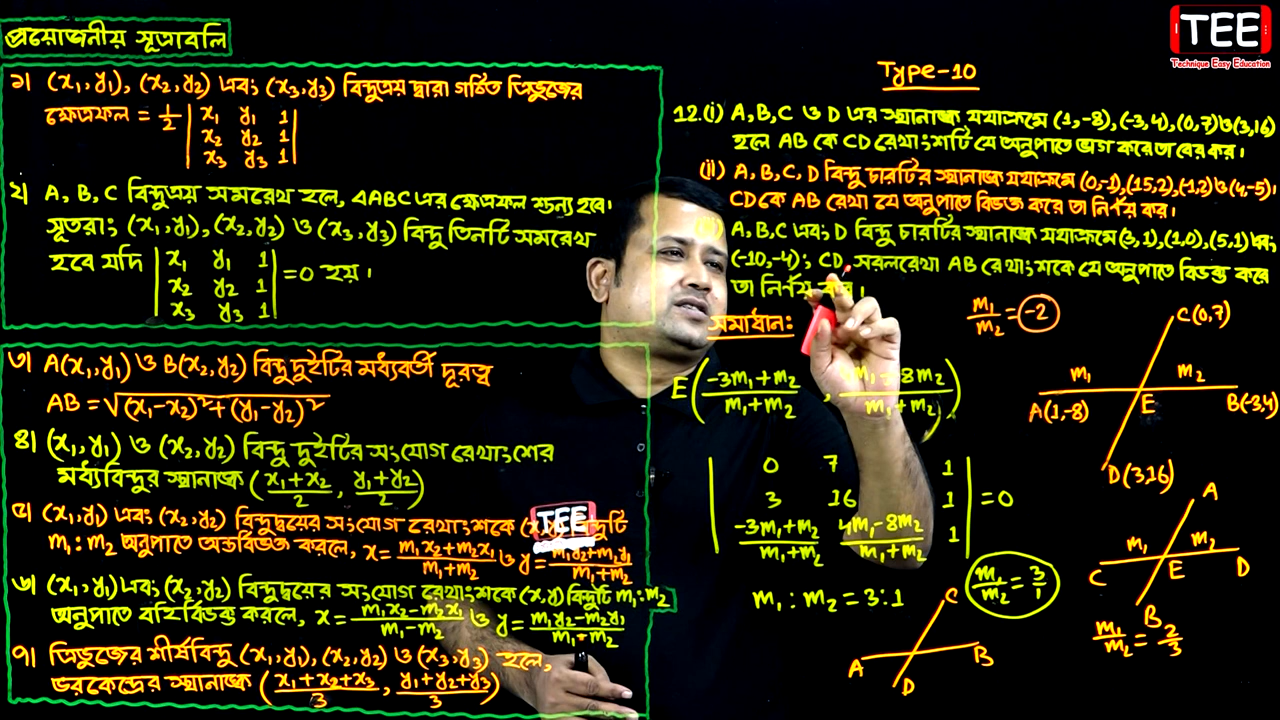 প্রয়োজনীয় সূত্রাবলি
১। (x₁, y₁), (x₂, y₂) এবং (x₃, y₃) বিন্দুত্রয় দ্বারা গঠিত ত্রিভুজের
ক্ষেত্রফল = 1/2 | x₁ y₁ 1 |
| x₂ y₂ 1 |
| x₃ y₃ 1 |
২। A, B, C বিন্দুত্রয় সমরেখ হলে, ΔABC এর ক্ষেত্রফল শূন্য হবে।
সুতরাং (x₁, y₁), (x₂, y₂) ও (x₃, y₃) বিন্দু তিনটি সমরেখ
হবে যদি | x₁ y₁ 1 | = 0 হয়।
| x₂ y₂ 1 |
| x₃ y₃ 1 |
৩। A(x₁, y₁) ও B(x₂, y₂) বিন্দু দুইটির মধ্যবর্তী দূরত্ব
AB = √(x₁-x₂)²+(y₁-y₂)²
৪। (x₁, y₁) ও (x₂, y₂) বিন্দু দুইটির সংযোগ রেখাংশের
মধ্যবিন্দুর স্থানাঙ্ক ((x₁+x₂)/2, (y₁+y₂)/2)
৫। (x₁, y₁) এবং (x₂, y₂) বিন্দুদ্বয়ের সংযোগ রেখাংশকে
m₁:m₂ অনুপাতে অন্তর্বিভক্ত করলে, x = (m₁x₂+m₂x₁)/(m₁+m₂) ও y = (m₁y₂+m₂y₁)/(m₁+m₂)
৬। (x₁, y₁) এবং (x₂, y₂) বিন্দুদ্বয়ের সংযোগ রেখাংশকে (x,y) বিন্দুটি m₁:m₂
অনুপাতে বহির্বিভক্ত করলে, x = (m₁x₂-m₂x₁)/(m₁-m₂) ও y = (m₁y₂-m₂y₁)/(m₁-m₂)
৭। ত্রিভুজের শীর্ষবিন্দু (x₁, y₁), (x₂, y₂) ও (x₃, y₃) হলে,
ভরকেন্দ্রের স্থানাঙ্ক ((x₁+x₂+x₃)/3, (y₁+y₂+y₃)/3)
TEE
Technique Easy Education
Type-10
12.(i) A, B, C ও D এর স্থানাঙ্ক যথাক্রমে (1,-8), (-3,4), (0,7) ও (3,16)
হলে AB কে CD রেখাংশটি যে অনুপাতে ভাগ করে তা বের কর।
(ii) A, B, C, D বিন্দু চারটির স্থানাঙ্ক যথাক্রমে (0,-1), (15,2), (-1,2) ও (4,-5)।
CD কে AB রেখা যে অনুপাতে বিভক্ত করে তা নির্ণয় কর।
A, B, C এবং D বিন্দু চারটির স্থানাঙ্ক যথাক্রমে (3,1), (1,0), (5,1) এবং
(-10,-4); CD সরলরেখা AB রেখাংশকে যে অনুপাতে বিভক্ত করে
তা নির্ণয় কর।
সমাধান:
m₁/m₂ = -2
E((-3m₁+m₂)/(m₁+m₂), (4m₁-8m₂)/(m₁+m₂))
| 0 7 1 |
| 3 16 1 | = 0
| (-3m₁+m₂)/(m₁+m₂) (4m₁-8m₂)/(m₁+m₂) 1 |
m₁ : m₂ = 3:1
m₁/m₂ = 3/1
C(0,7)
m₁ m₂
A(1,-8) E B(-3,4)
D(3,16)
A
m₁ m₂
C E D
B
m₁/m₂ = 2/3
C
A B
D
TEE